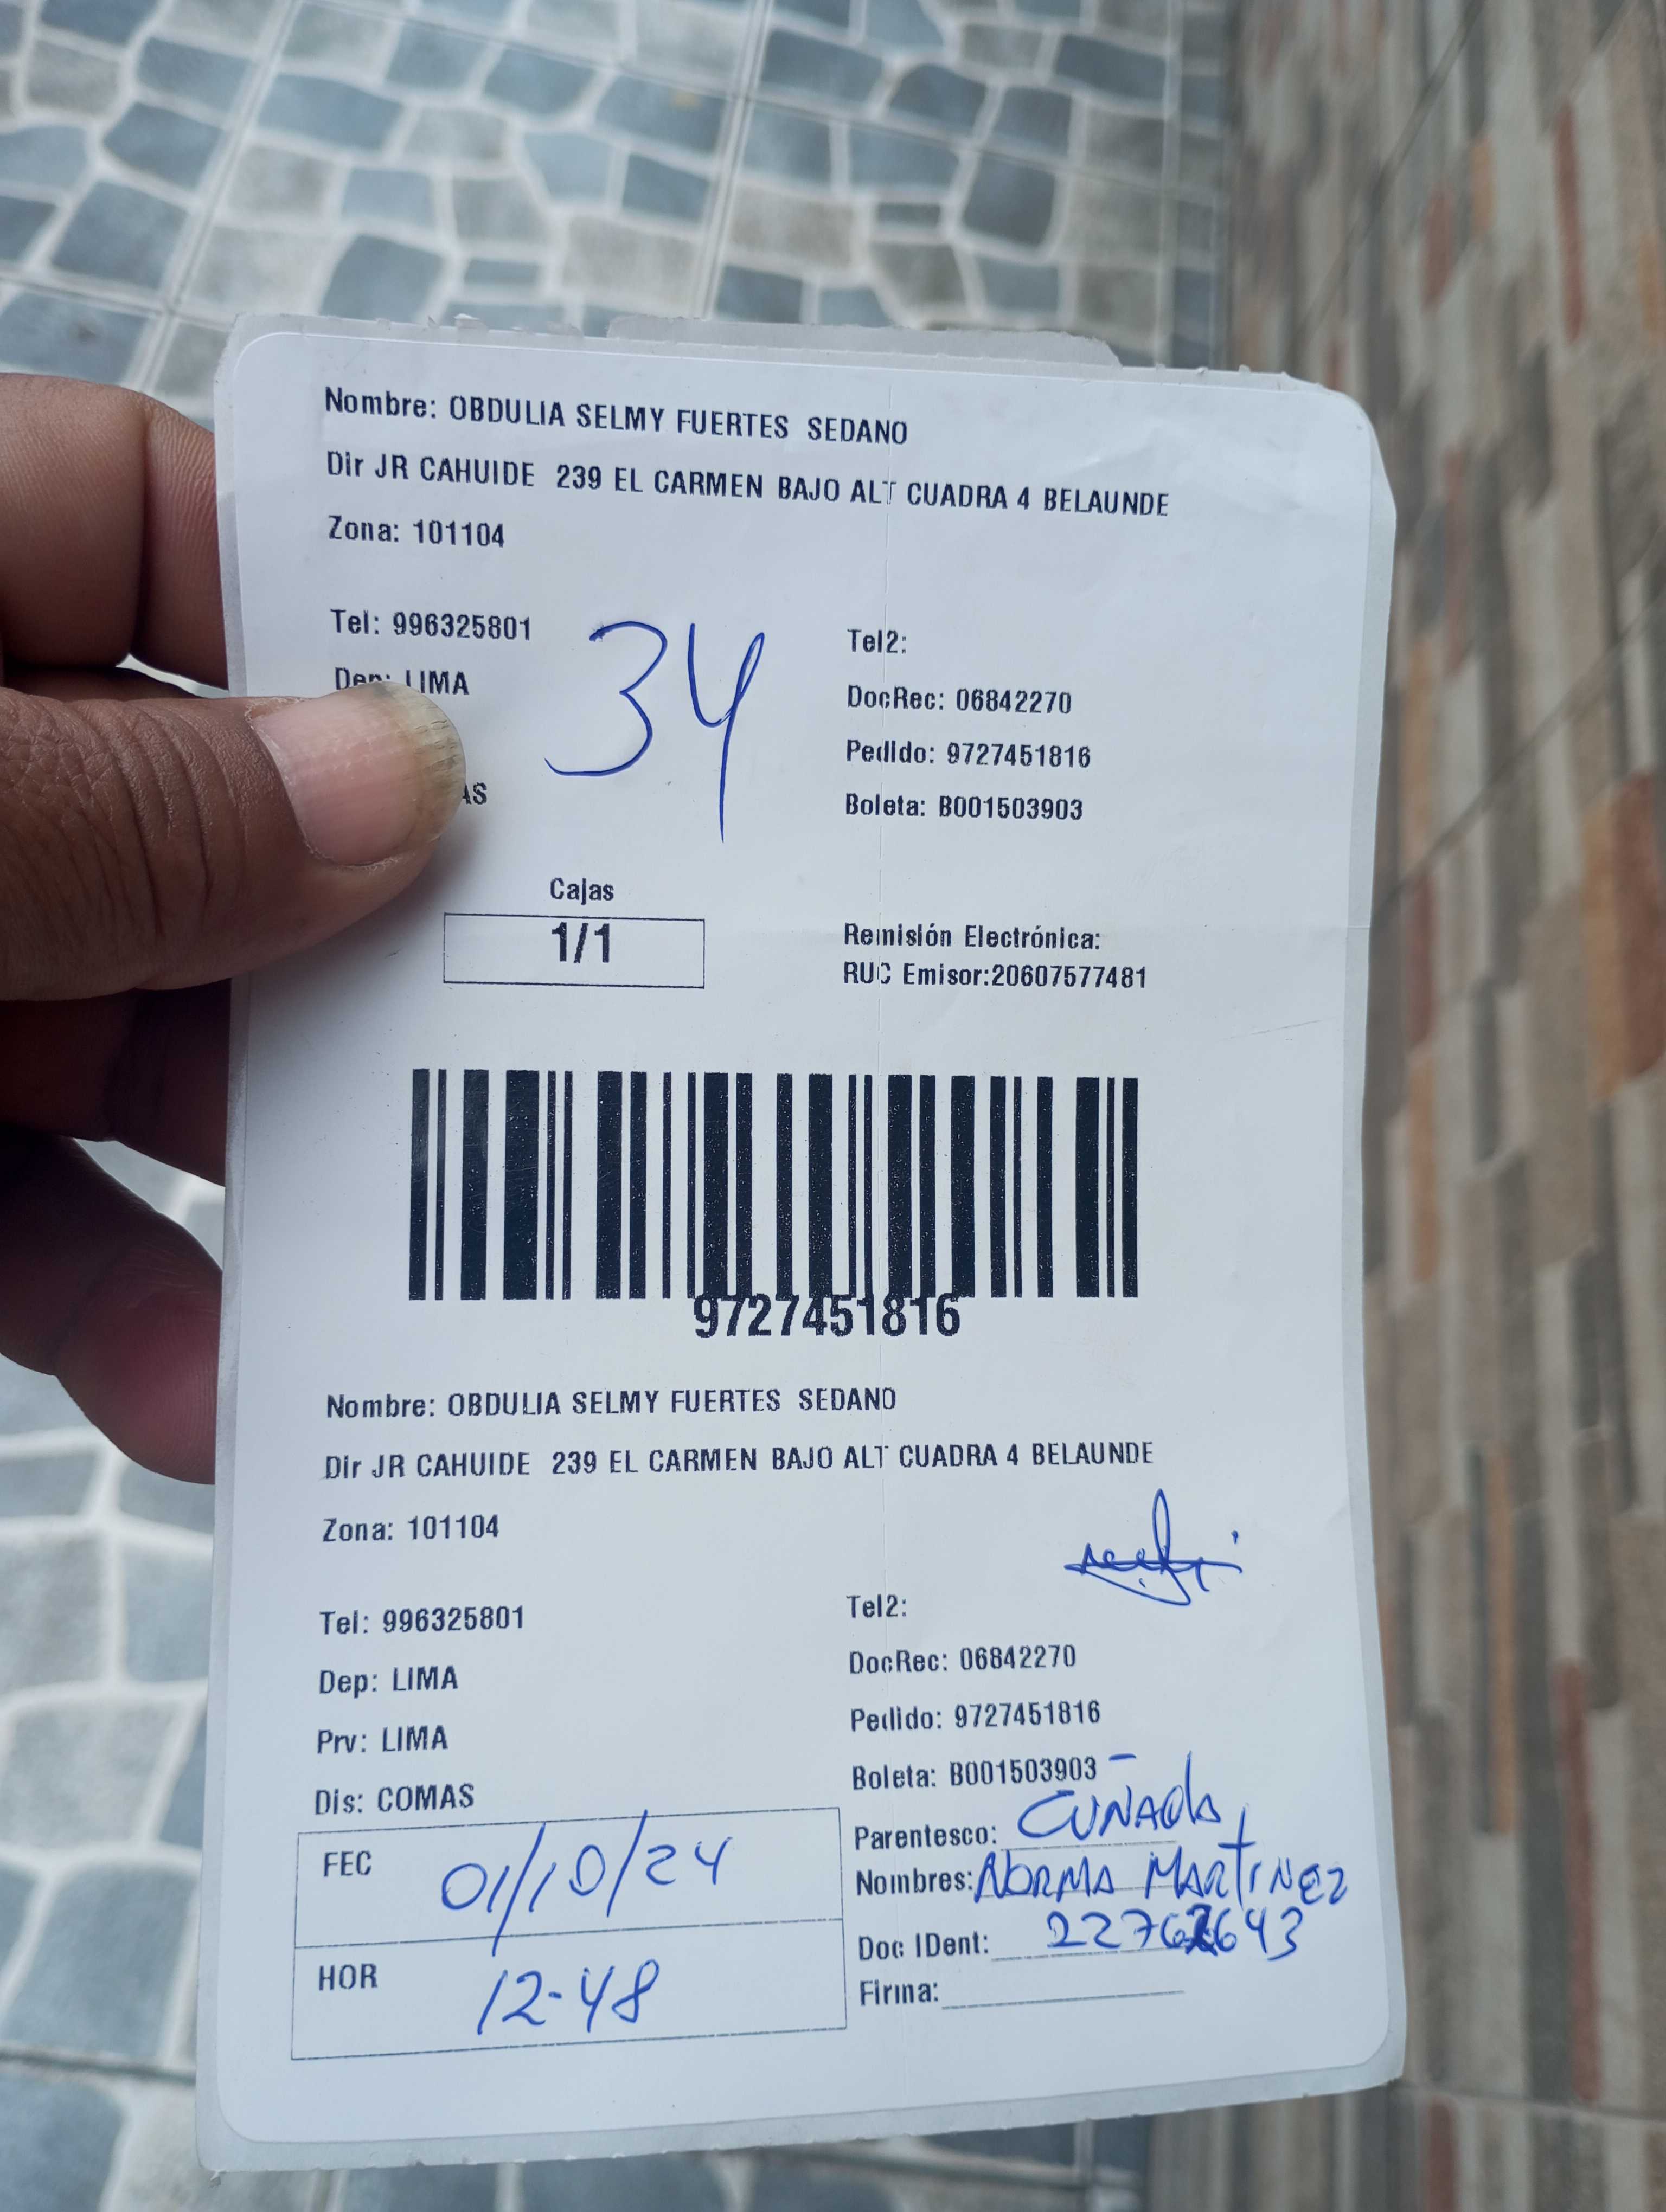 Nombre: OBDULIA SELMY FUERTES SEDANO
Dir JR CAHUIDE 239 EL CARMEN BAJO ALT CUADRA 4 BELAUNDE
Zona: 101104
Tel: 996325801
34
Tel2:
Dep: LIMA
DocRec: 06842270
Pedido: 9727451816
Boleta: B001503903
Cajas
1/1
Remisión Electrónica:
RUC Emisor:20607577481
9727451816
Nombre: OBDULIA SELMY FUERTES SEDANO
Dir JR CAHUIDE 239 EL CARMEN BAJO ALT CUADRA 4 BELAUNDE
Zona: 101104
Tel: 996325801
Tel2:
Dep: LIMA
DocRec: 06842270
Prv: LIMA
Pedido: 9727451816
Dis: COMAS
Boleta: B001503903
FEC 01/10/24
Parentesco: CUÑADA
Nombres: NORMA MARTINEZ
HOR 12-48
Doc IDent:
Firma: